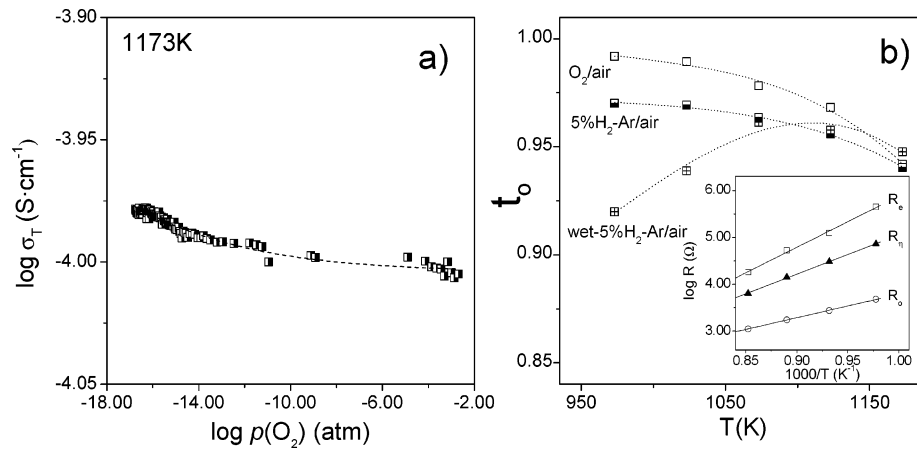 1173K
a)
-3.90
-3.95
-4.00
-4.05
log σT (S·cm-1)
-18.00
-14.00
-10.00
-6.00
-2.00
log p(O2) (atm)
b)
1.00
0.95
0.90
0.85
to
O2/air
5%H2-Ar/air
wet-5%H2-Ar/air
950
1050
1150
T(K)
6.00
5.00
4.00
3.00
log R (Ω)
Re
Rη
Ro
0.85
0.90
0.95
1.00
1000/T (K-1)